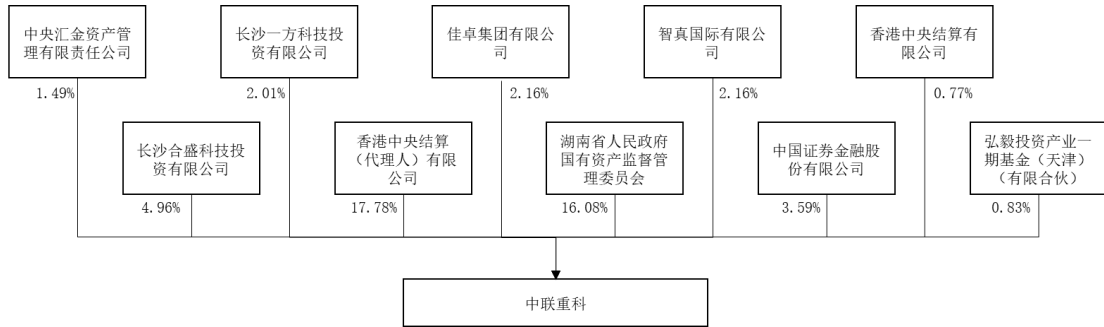 中央汇金资产管
理有限责任公司
1.49%
长沙一方科技投
资有限公司
2.01%
佳卓集团有限公
司
2.16%
智真国际有限公
司
2.16%
香港中央结算有
限公司
0.77%
长沙合盛科技投
资有限公司
4.96%
香港中央结算
（代理人）有限
公司
17.78%
湖南省人民政府
国有资产监督管
理委员会
16.08%
中国证券金融股
份有限公司
3.59%
弘毅投资产业一
期基金（天津）
（有限合伙）
0.83%
中联重科